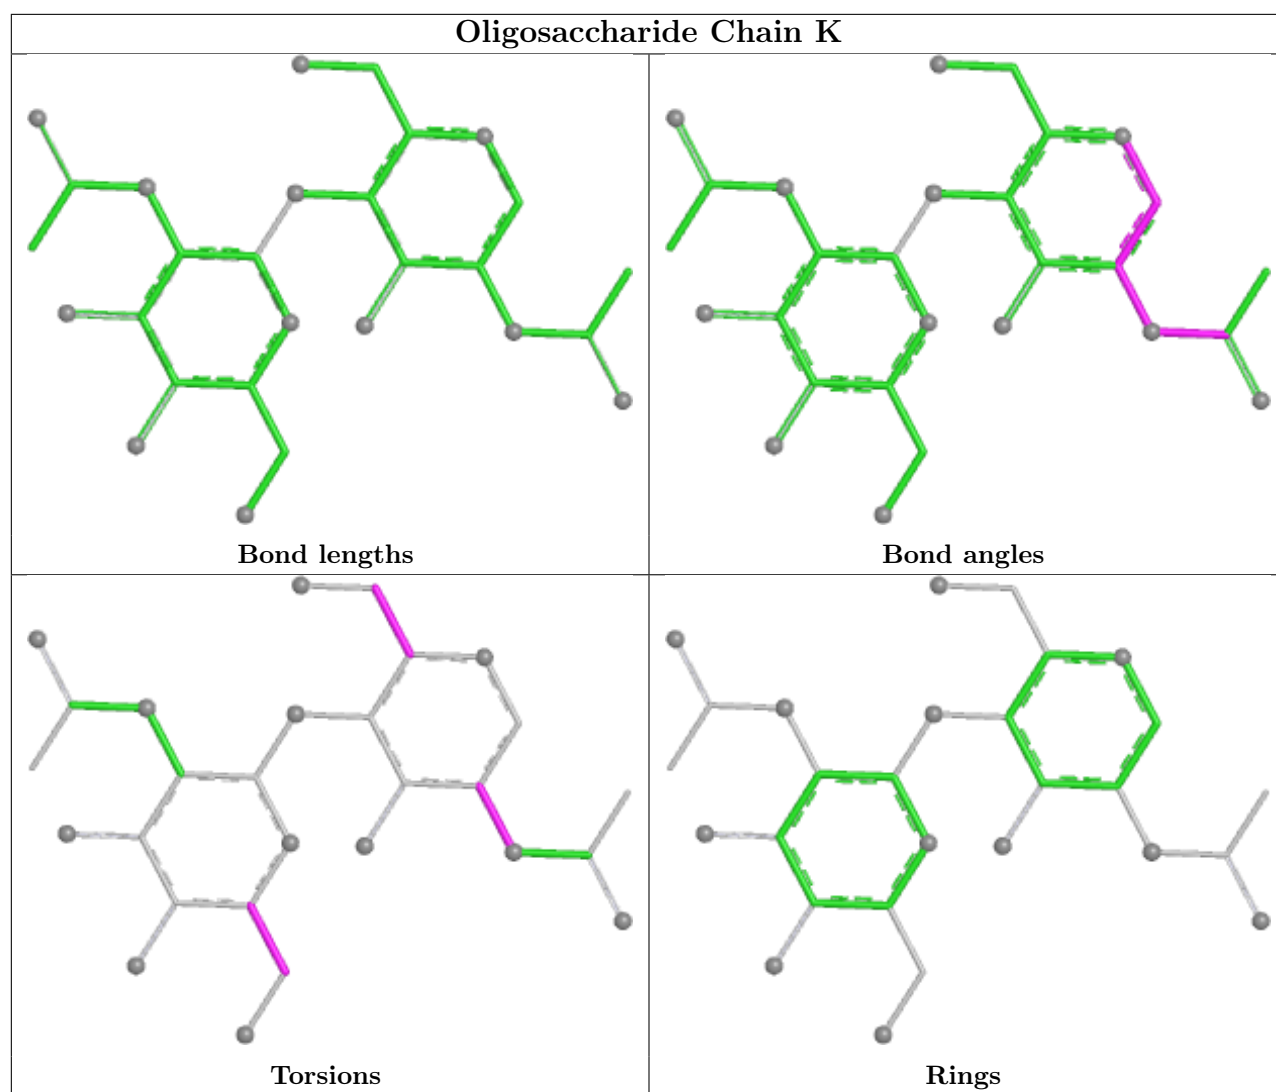 Oligosaccharide Chain K
Bond lengths
Bond angles
Torsions
Rings